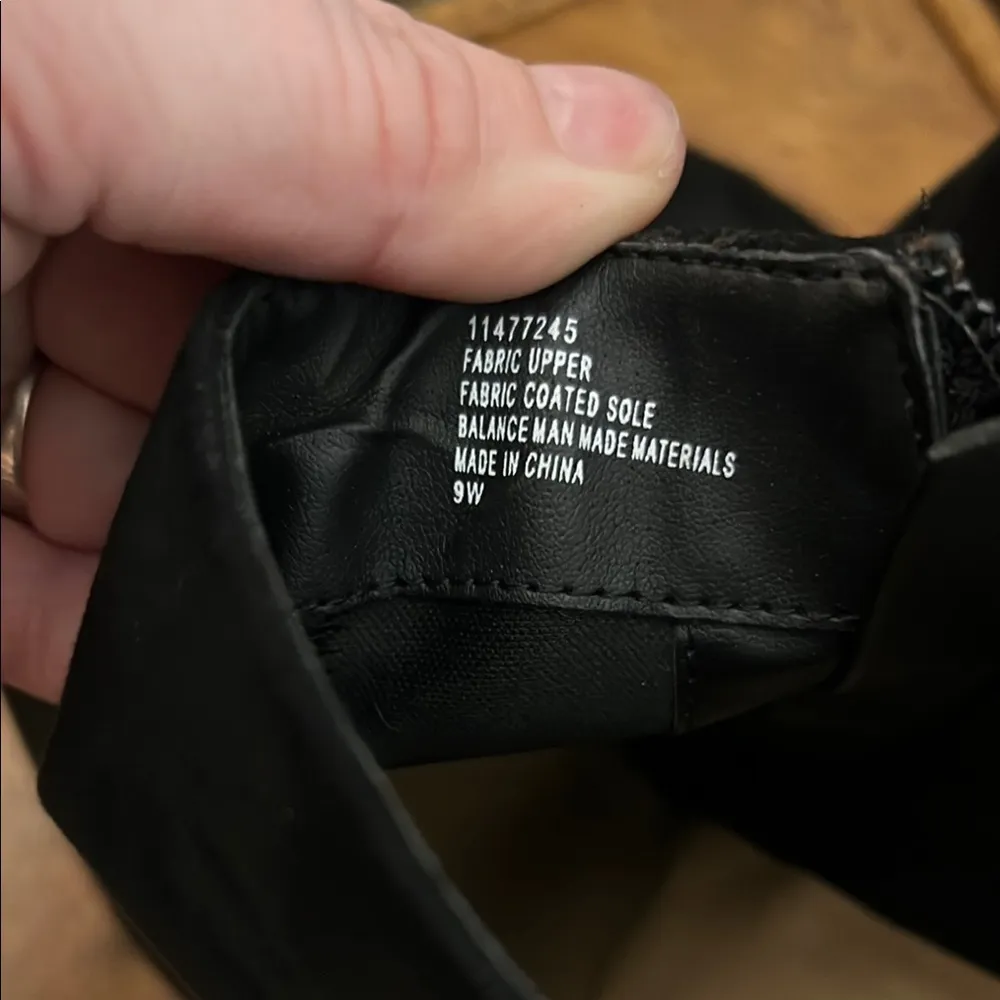 11477245
FABRIC UPPER
FABRIC COATED SOLE
BALANCE MAN MADE MATERIALS
MADE IN CHINA
9W